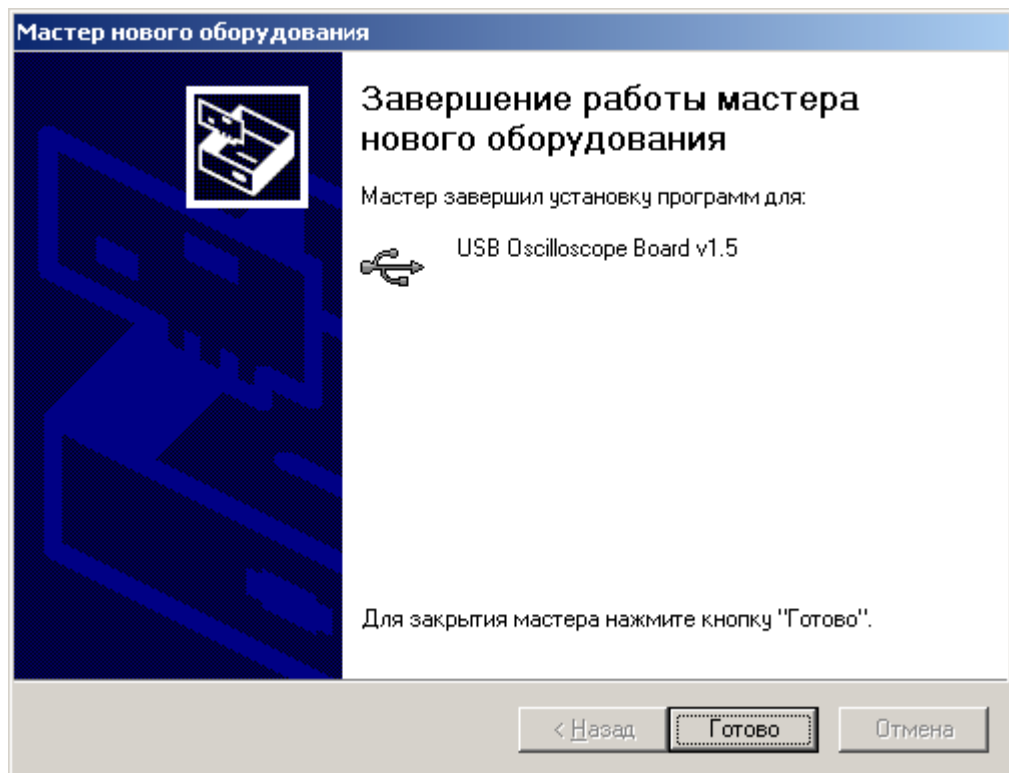 Мастер нового оборудования
Завершение работы мастера
нового оборудования
Мастер завершил установку программ для:
USB Oscilloscope Board v1.5
Для закрытия мастера нажмите кнопку "Готово".
< Назад
Готово
Отмена